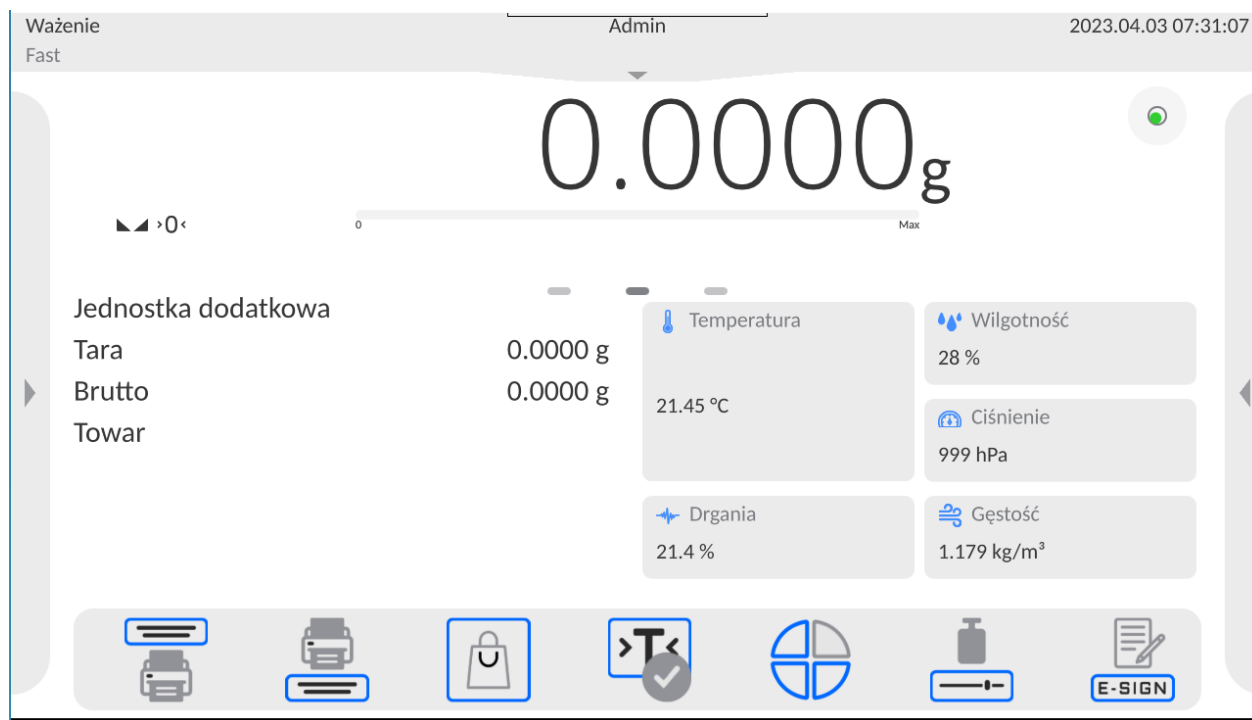 Ważenie
Admin
2023.04.03 07:31:07
Fast
0.0000g
>0<
0
Max
Jednostka dodatkowa
Tara 0.0000 g
Brutto 0.0000 g
Towar
Temperatura
21.45 °C
Wilgotność
28 %
Ciśnienie
999 hPa
Drgania
21.4 %
Gęstość
1.179 kg/m³
>T<
E-SIGN